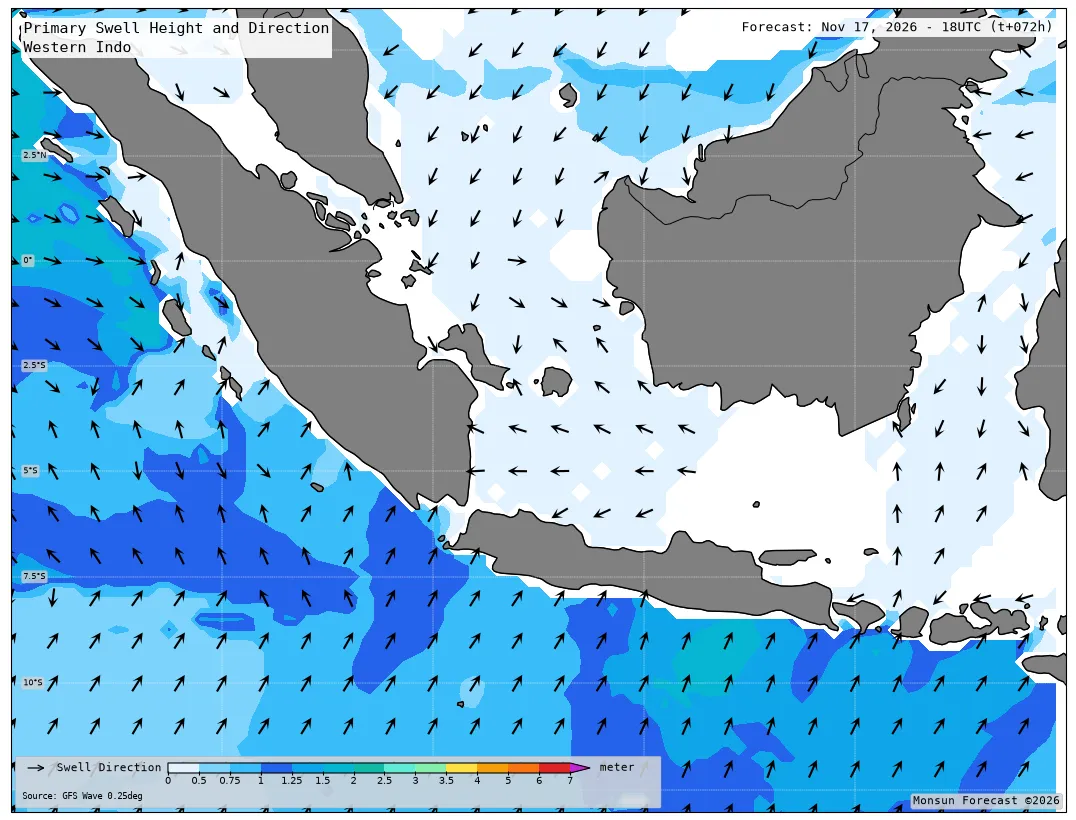 Primary Swell Height and Direction
Western Indo
Forecast: Nov 17, 2026 - 18UTC (t+072h)
2.5°N
0°
2.5°S
5°S
7.5°S
10°S
Swell Direction
meter
0 0.5 0.75 1 1.25 1.5 2 2.5 3 3.5 4 5 6 7
Source: GFS Wave 0.25deg
Monsun Forecast ©2026